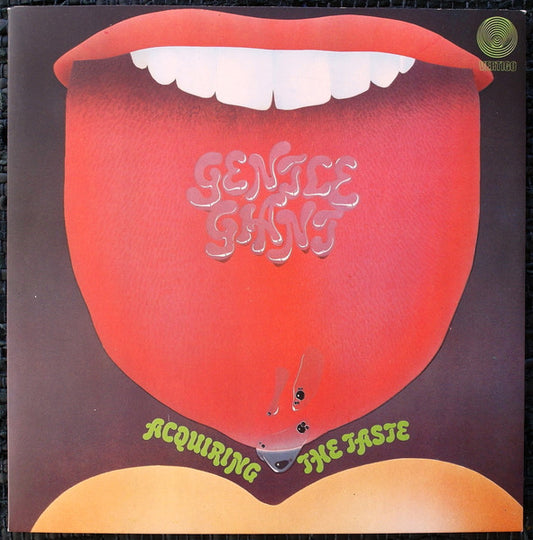 VERTIGO
GENTLE
GIANT
ACQUIRING THE TASTE